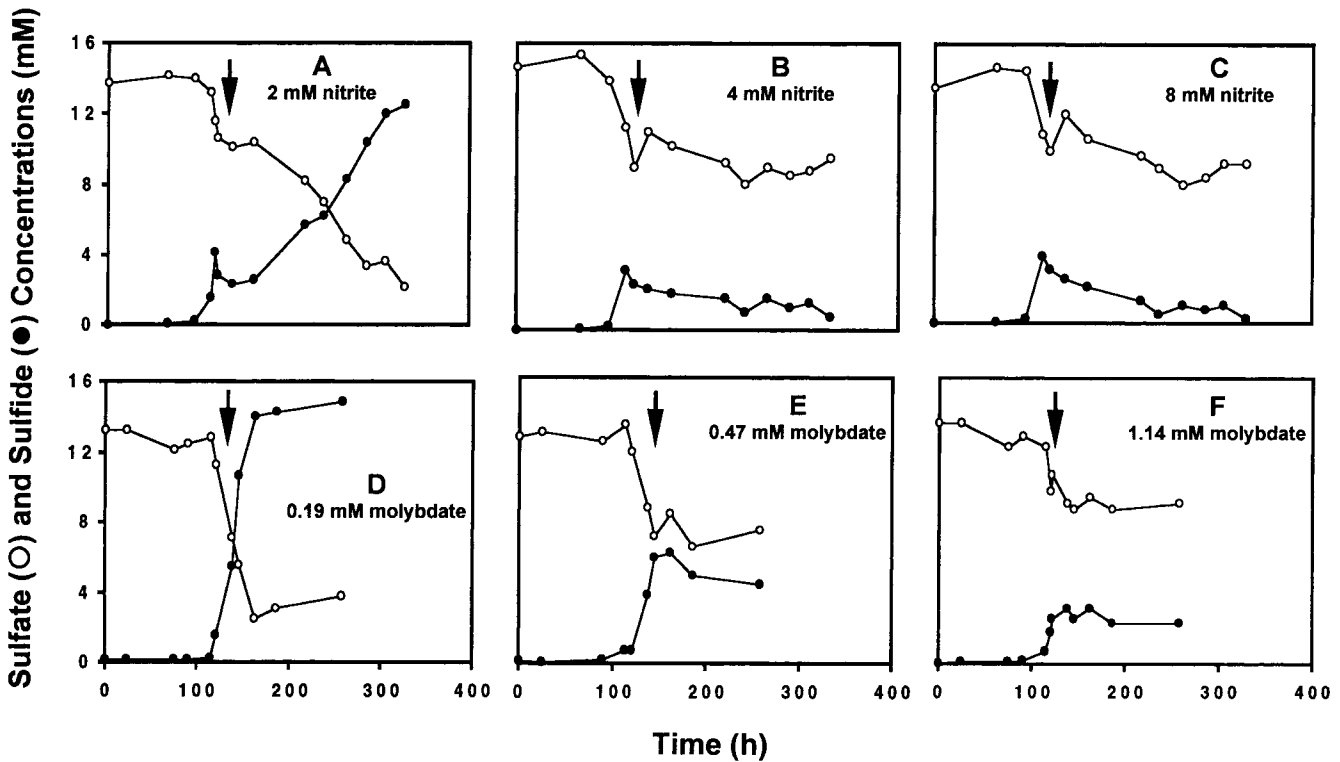 Sulfate (○) and Sulfide (●) Concentrations (mM)
16
12
8
4
0
A
2 mM nitrite
B
4 mM nitrite
C
8 mM nitrite
16
12
8
4
0
D
0.19 mM molybdate
E
0.47 mM molybdate
F
1.14 mM molybdate
0 100 200 300 400
0 100 200 300 400
0 100 200 300 400
Time (h)